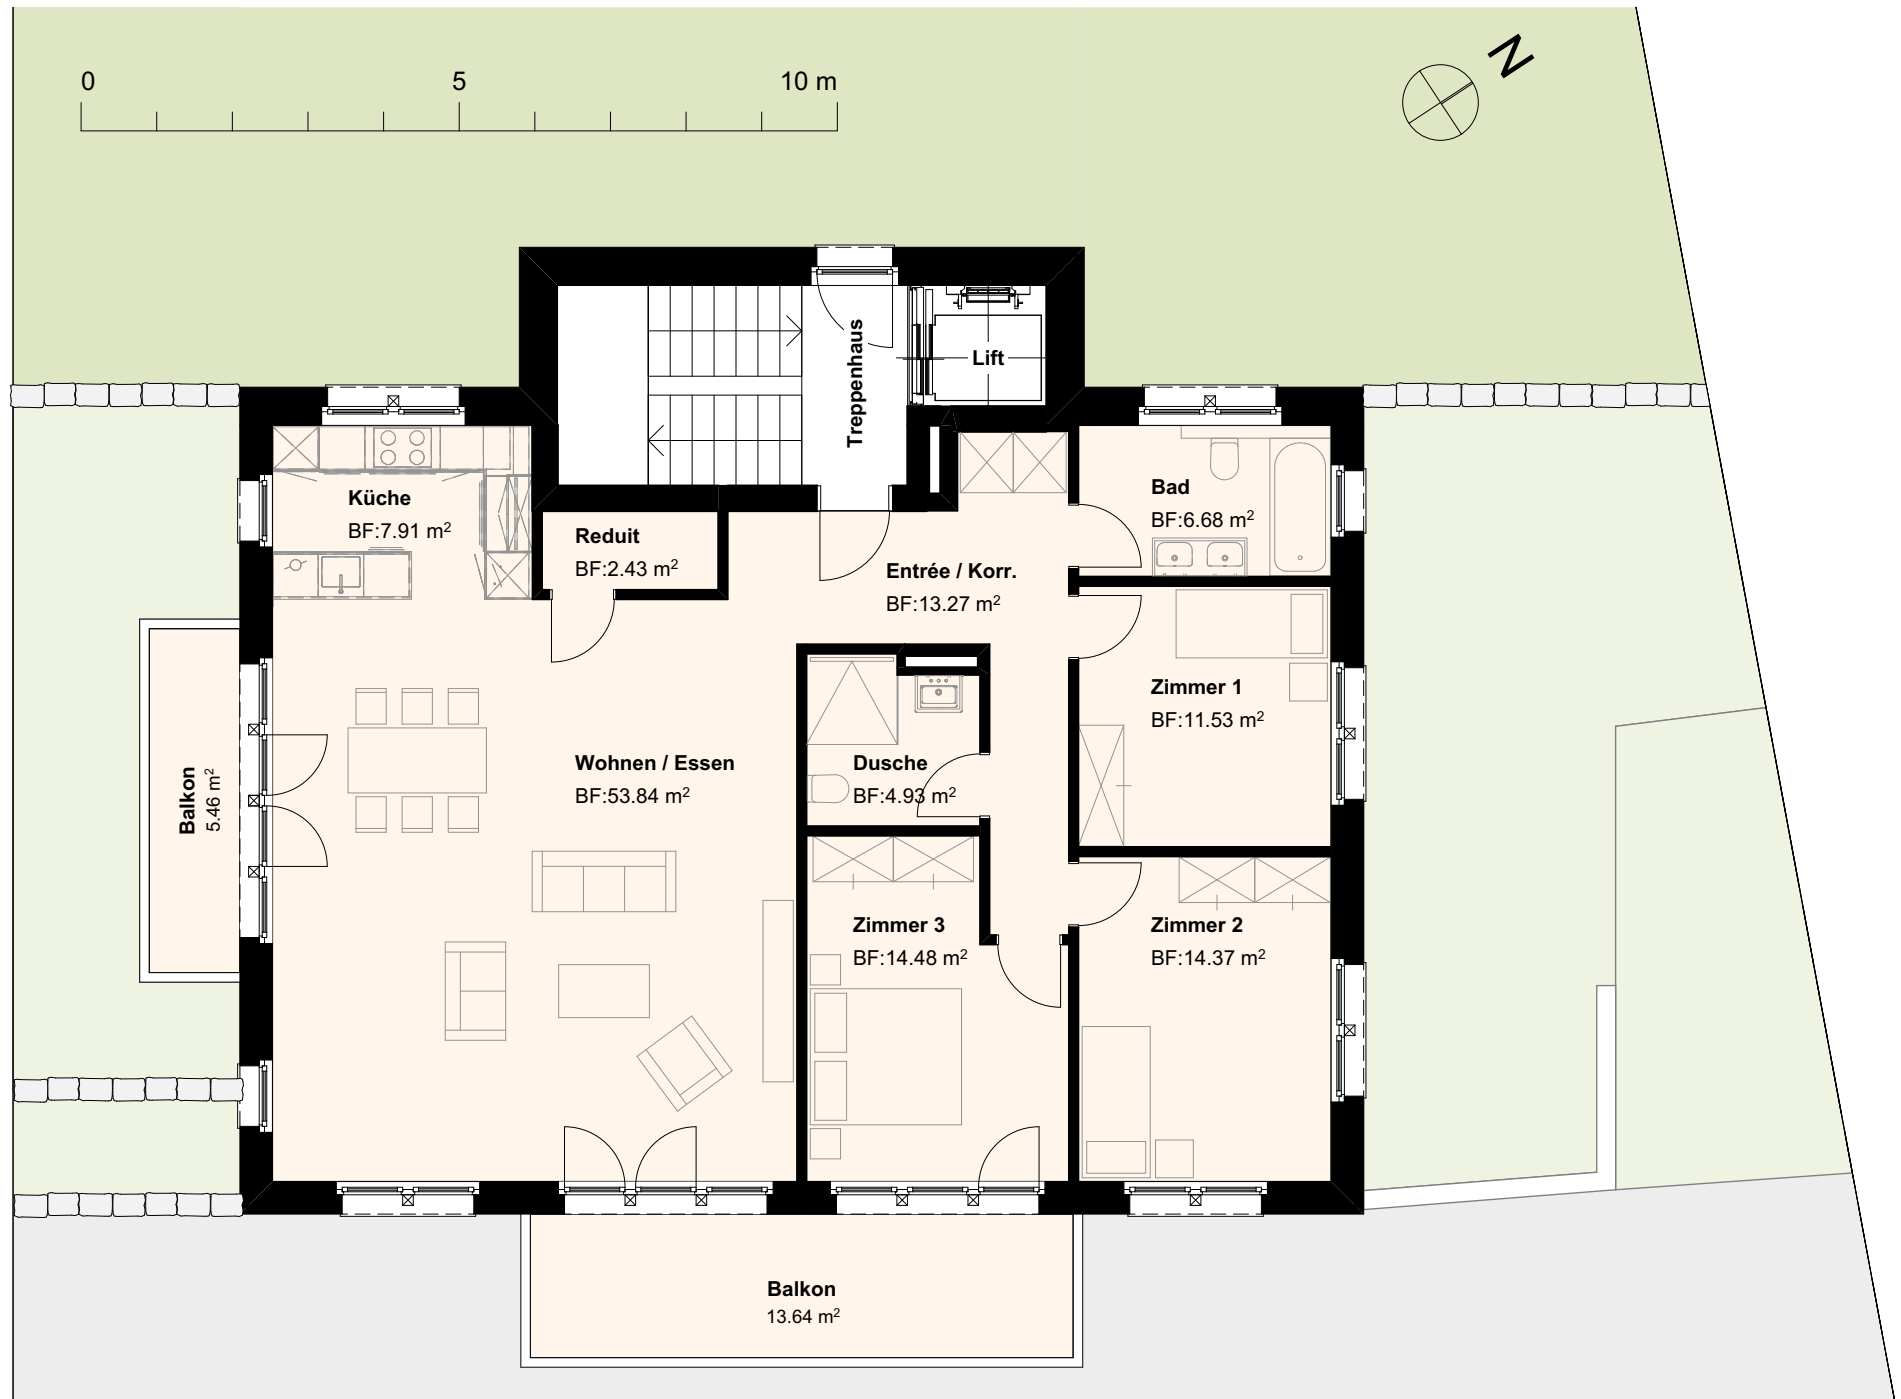 0 5 10 m
N
Treppenhaus
Lift
Küche
BF:7.91 m²
Reduit
BF:2.43 m²
Entrée / Korr.
BF:13.27 m²
Bad
BF:6.68 m²
Zimmer 1
BF:11.53 m²
Balkon
5.46 m²
Wohnen / Essen
BF:53.84 m²
Dusche
BF:4.93 m²
Zimmer 3
BF:14.48 m²
Zimmer 2
BF:14.37 m²
Balkon
13.64 m²